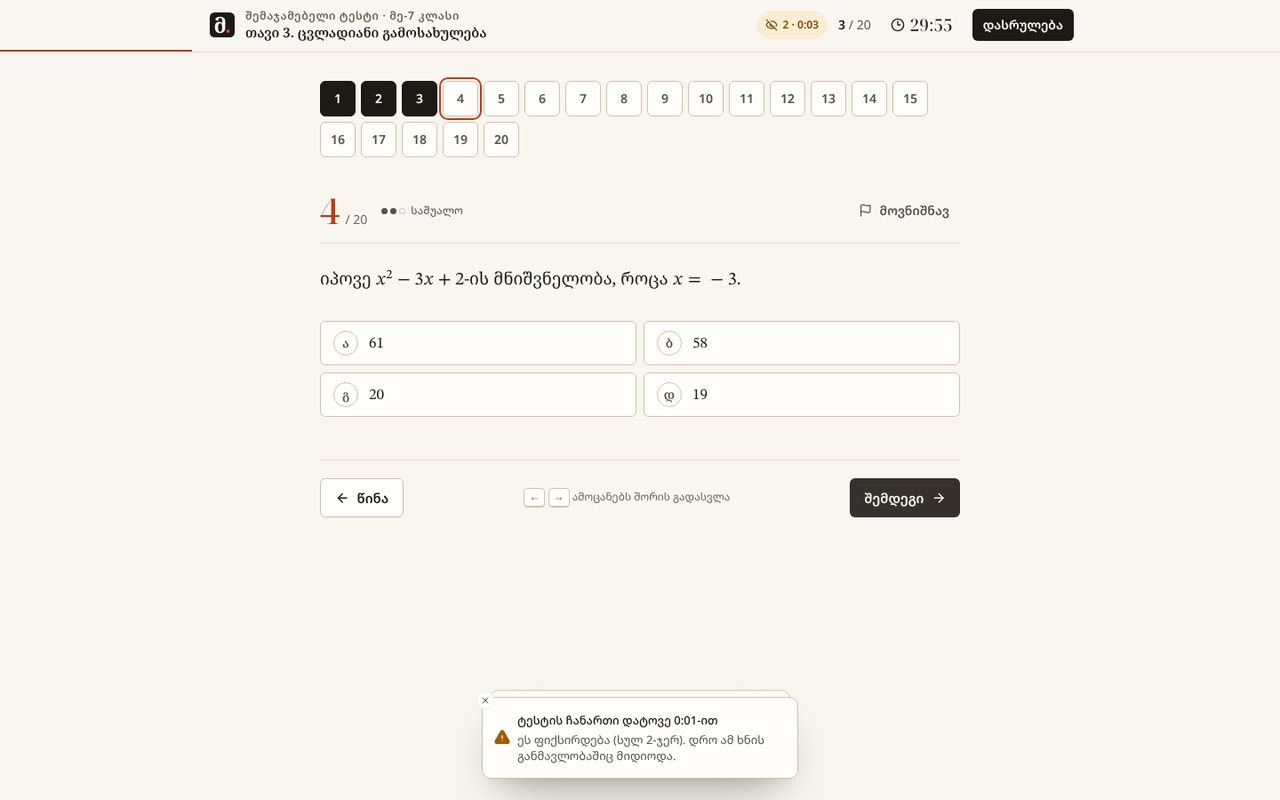 მ.
შემაჯამებელი ტესტი · მე-7 კლასი
თავი 3. ცვლადიანი გამოსახულება
2 · 0:03
3 / 20
29:55
დასრულება
1 2 3 4 5 6 7 8 9 10 11 12 13 14 15
16 17 18 19 20
4 / 20 საშუალო
მოვნიშნავ
იპოვე x² − 3x + 2-ის მნიშვნელობა, როცა x = − 3.
ა 61
ბ 58
გ 20
დ 19
← წინა
← → ამოცანებს შორის გადასვლა
შემდეგი →
ტესტის ჩანართი დატოვე 0:01-ით
ეს ფიქსირდება (სულ 2-ჯერ). დრო ამ ხნის
განმავლობაშიც მიდიოდა.